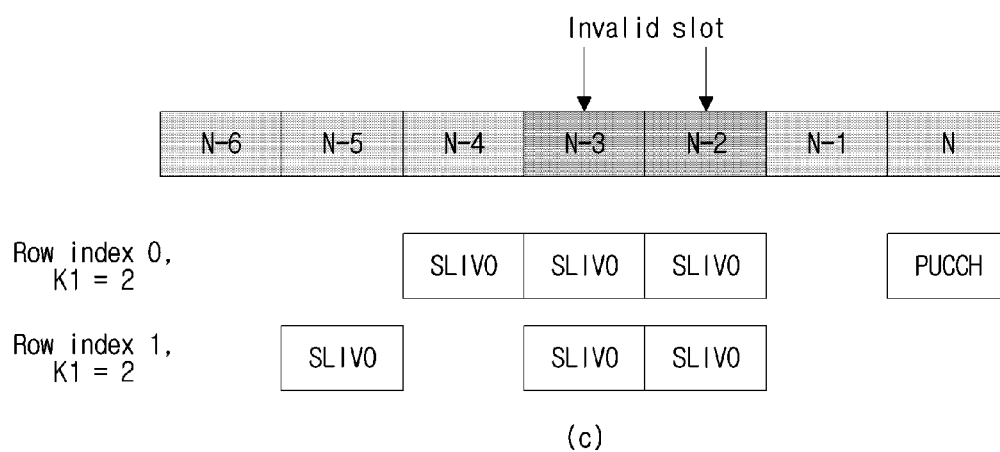 Invalid slot
N-6 N-5 N-4 N-3 N-2 N-1 N
Row index 0,
K1 = 2
SLIV0 SLIV0 SLIV0 PUCCH
Row index 1,
K1 = 2
SLIV0 SLIV0 SLIV0
(c)